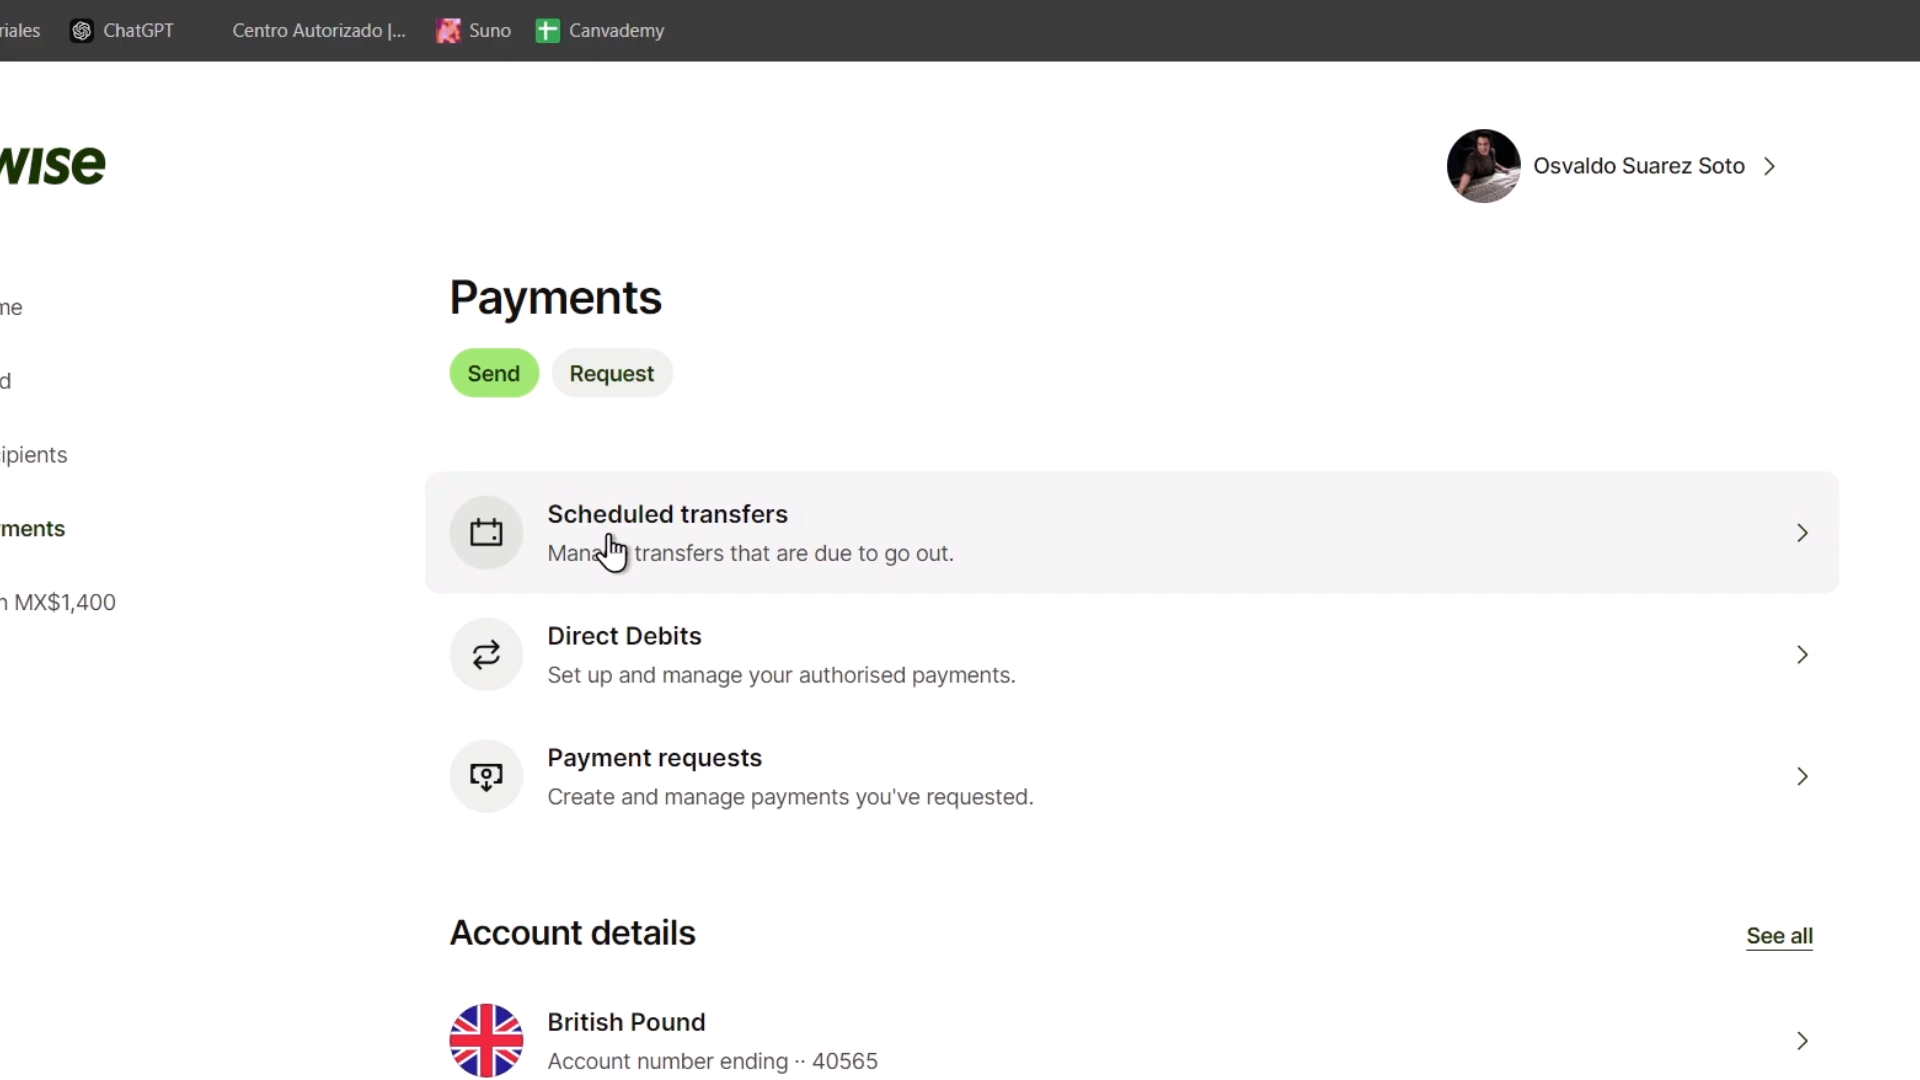 riales ChatGPT Centro Autorizado |... Suno Canvademy
wise
Osvaldo Suarez Soto
Payments
me
Send Request
d
ipients
Scheduled transfers
Mana transfers that are due to go out.
ments
Direct Debits
n MX$1,400
Set up and manage your authorised payments.
Payment requests
Create and manage payments you've requested.
Account details
See all
British Pound
Account number ending ·· 40565